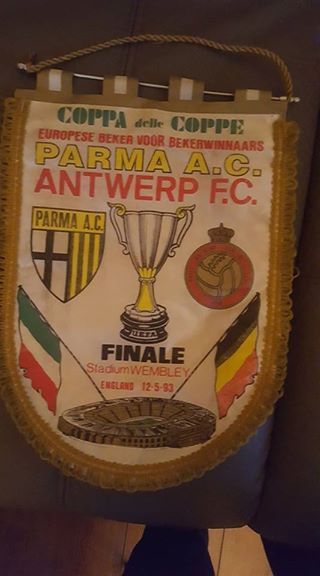 COPPA delle COPPE
EUROPESE BEKER VOOR BEKERWINNAARS
PARMA A.C.
ANTWERP F.C.
PARMA A.C.
UEFA
FINALE
Stadium WEMBLEY
ENGLAND 12-5-93